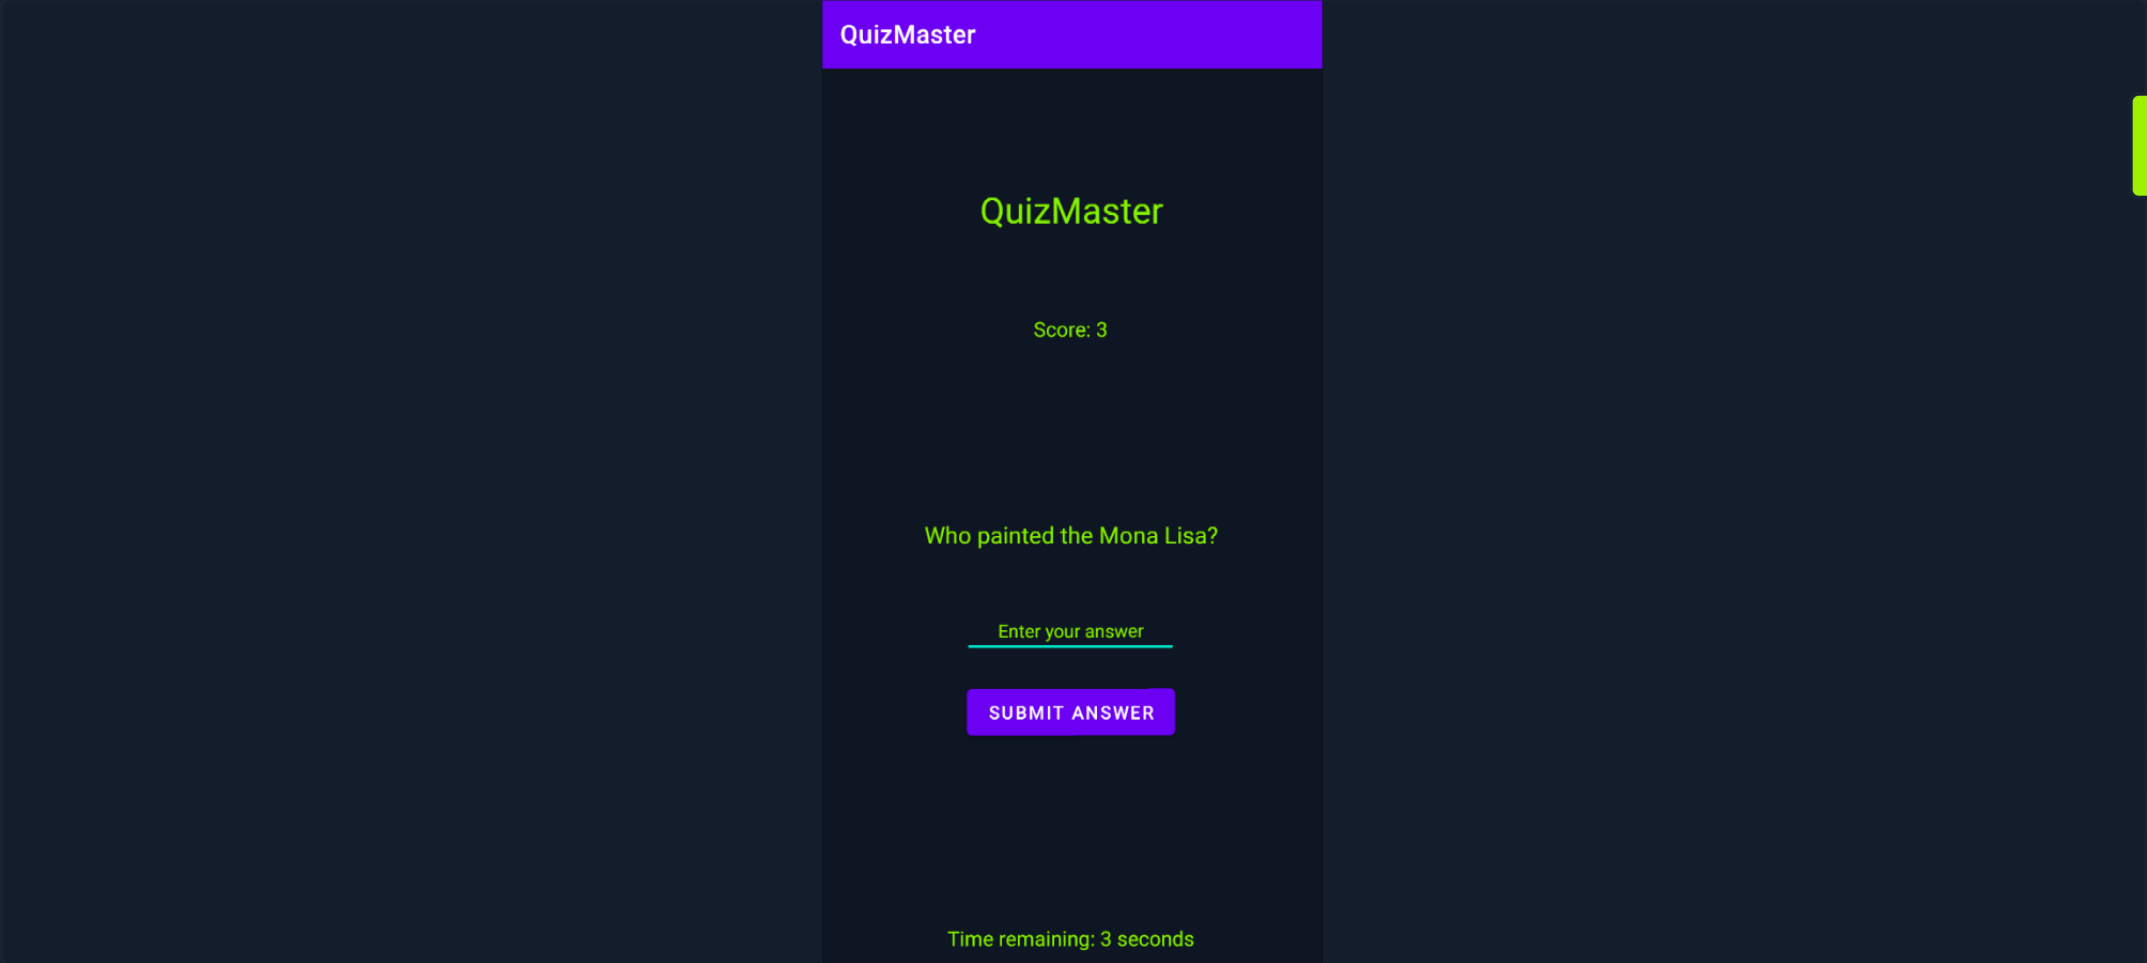 QuizMaster
QuizMaster
Score: 3
Who painted the Mona Lisa?
Enter your answer
SUBMIT ANSWER
Time remaining: 3 seconds